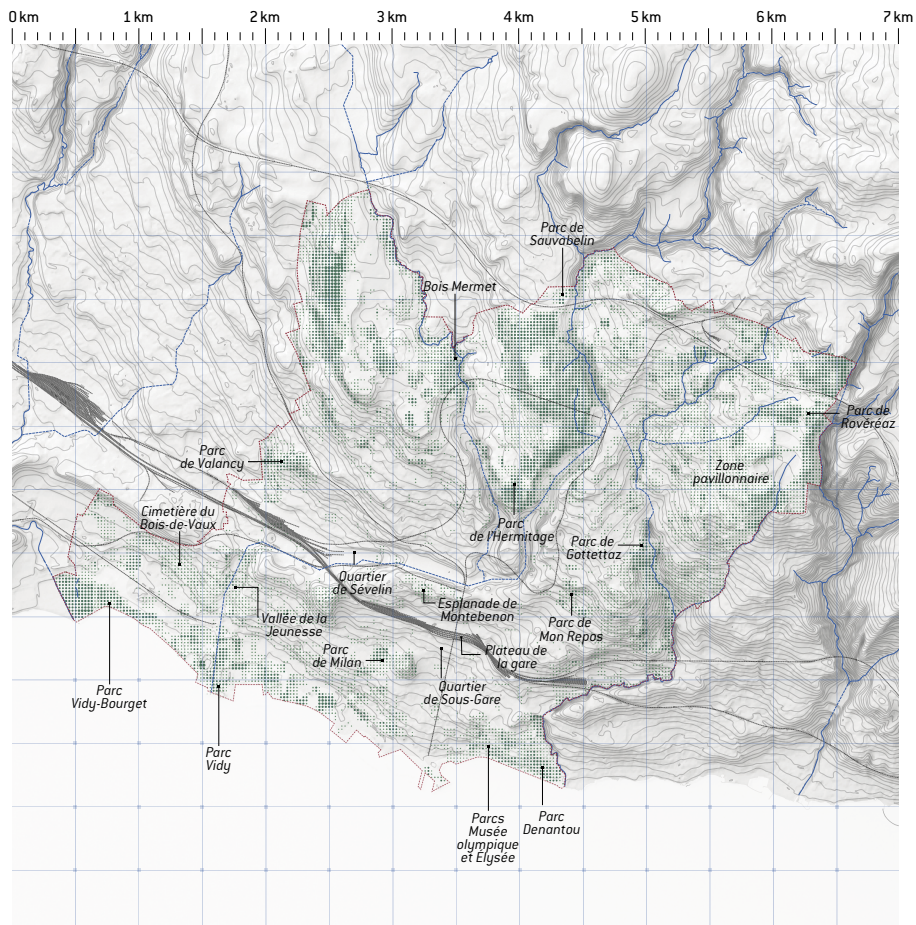 0 km 1 km 2 km 3 km 4 km 5 km 6 km 7 km
Parc de
Sauvabelin
Bois Mermet
Parc de
Rovéréaz
Parc
de Valancy
Zone
pavillonnaire
Cimetière du
Bois-de-Vaux
Parc
de l'Hermitage
Parc de
Gottettaz
Quartier
de Sévelin
Esplanade de
Montebenon
Vallée de la
Jeunesse
Parc de
Mon Repos
Parc
de Milan
Plateau de
la gare
Quartier
de Sous-Gare
Parc
Vidy-Bourget
Parc
Vidy
Parcs
Musée
olympique
et Élysée
Parc
Denantou